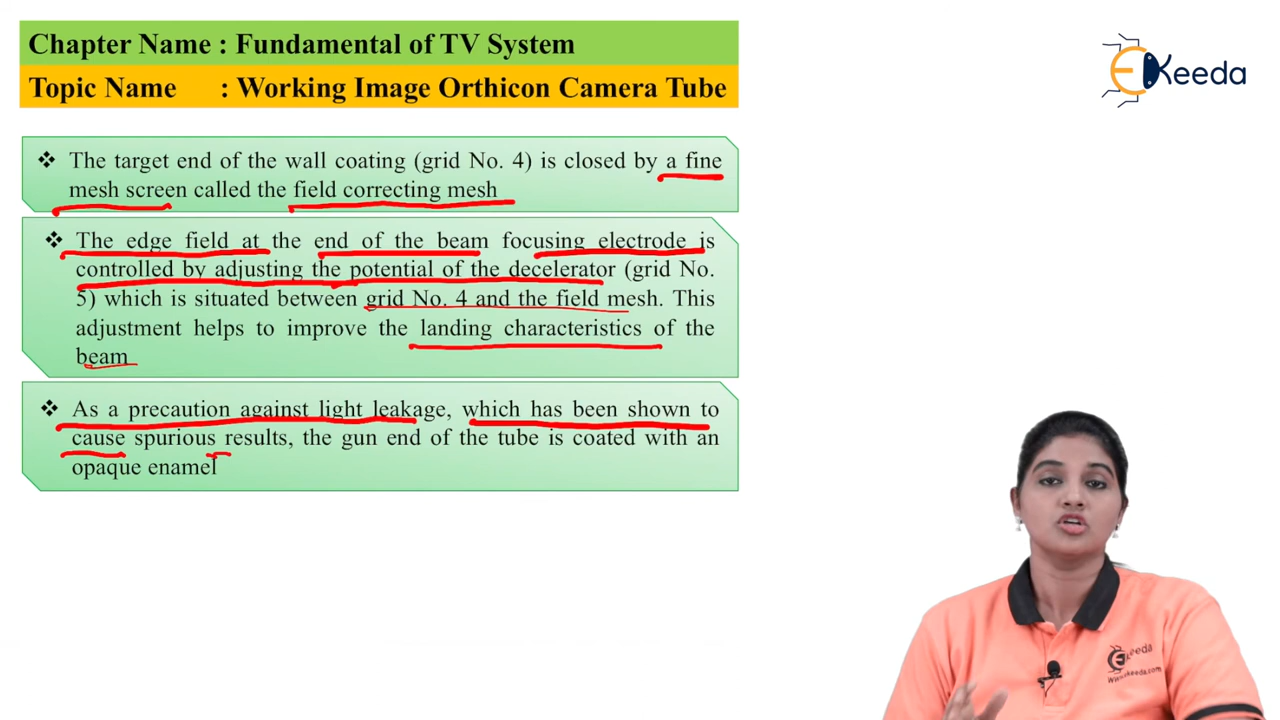 Chapter Name : Fundamental of TV System
Topic Name : Working Image Orthicon Camera Tube
Keeda
❖ The target end of the wall coating (grid No. 4) is closed by a fine
mesh screen called the field correcting mesh
❖ The edge field at the end of the beam focusing electrode is
controlled by adjusting the potential of the decelerator (grid No.
5) which is situated between grid No. 4 and the field mesh. This
adjustment helps to improve the landing characteristics of the
beam
❖ As a precaution against light leakage, which has been shown to
cause spurious results, the gun end of the tube is coated with an
opaque enamel
Ekeeda
www.ekeeda.com